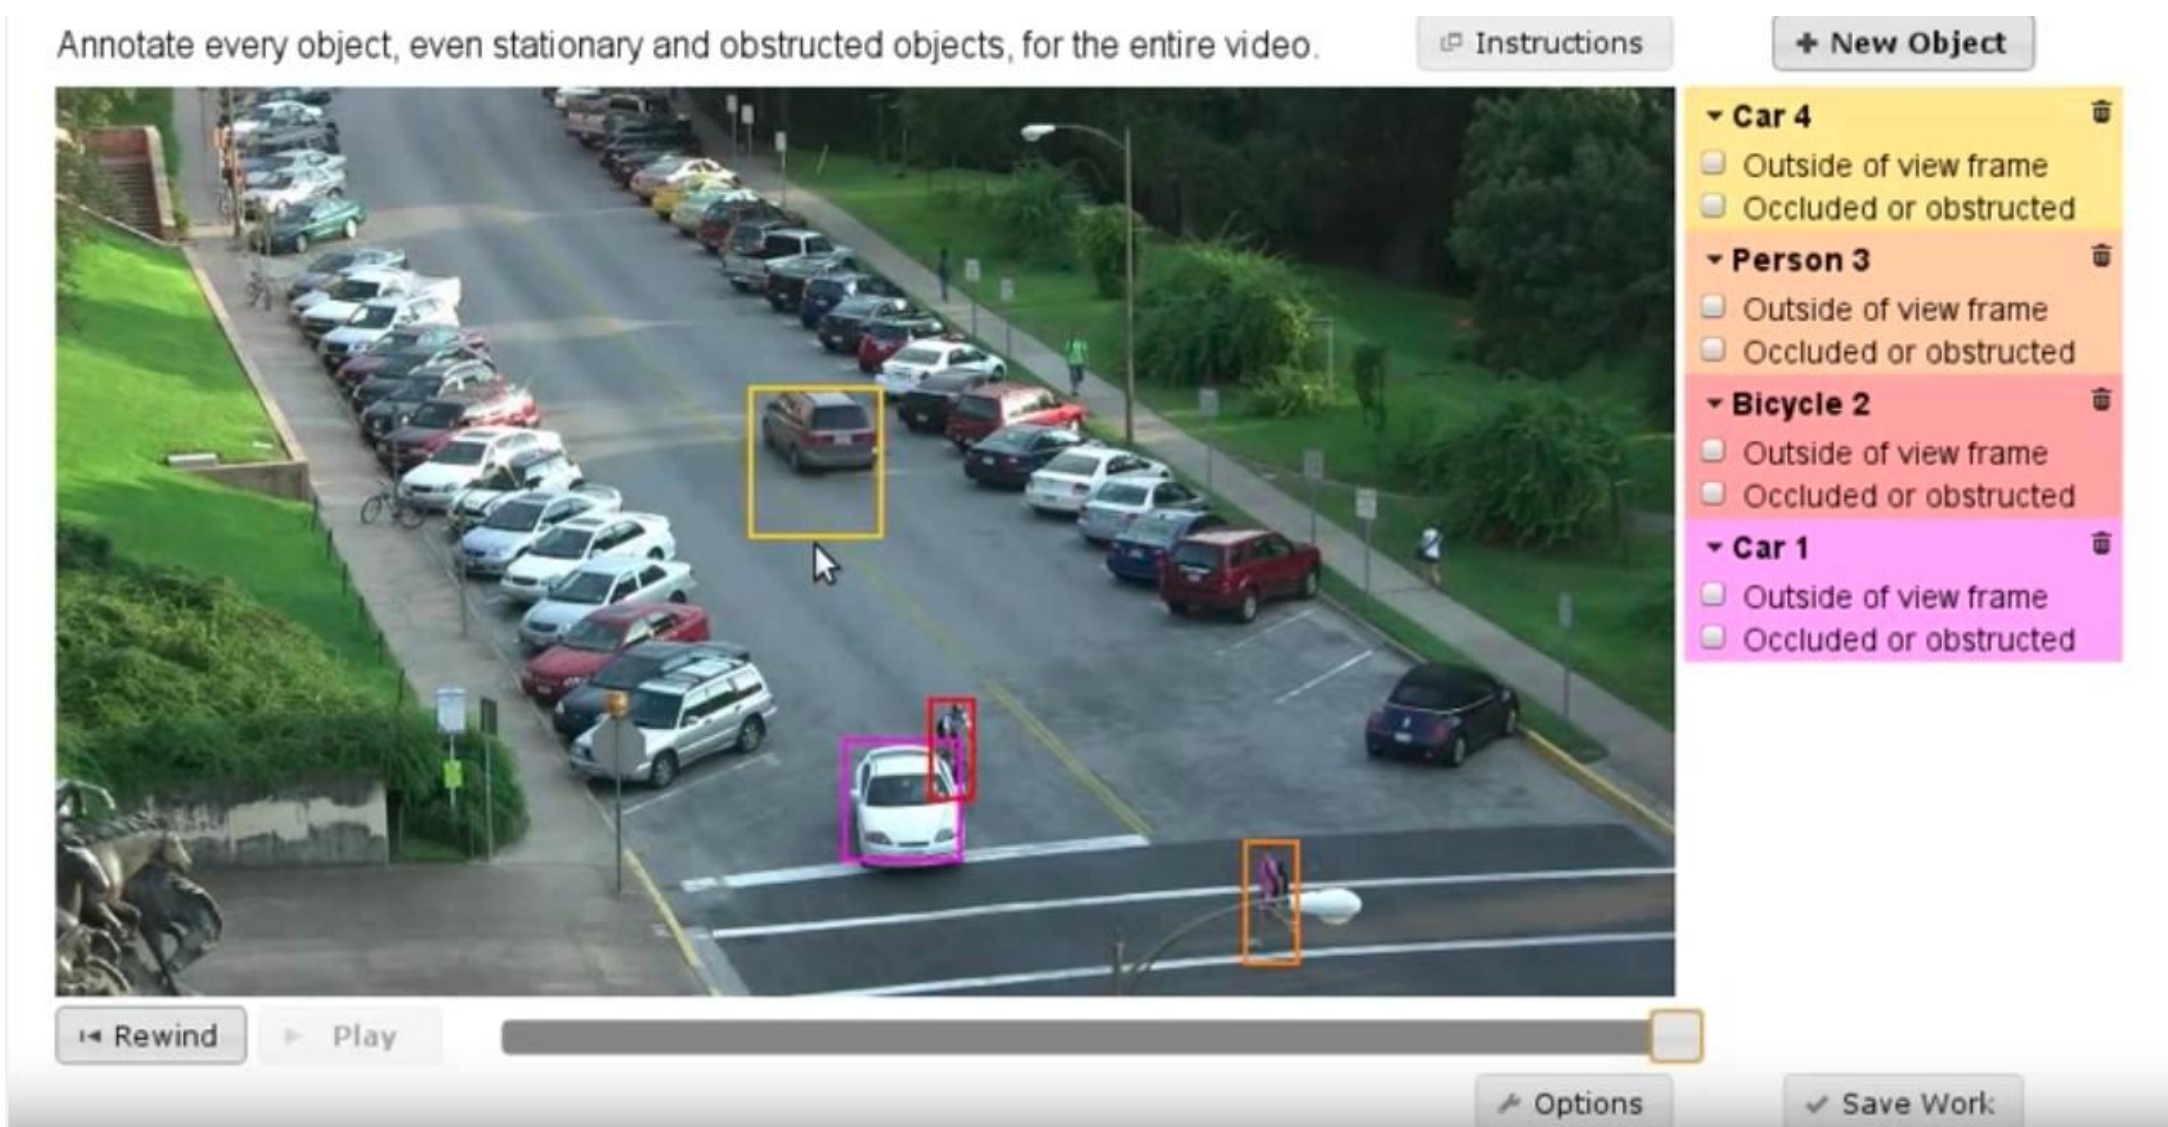 Annotate every object, even stationary and obstructed objects, for the entire video.
Instructions
New Object
Car 4
Outside of view frame
Occluded or obstructed
Person 3
Outside of view frame
Occluded or obstructed
Bicycle 2
Outside of view frame
Occluded or obstructed
Car 1
Outside of view frame
Occluded or obstructed
Rewind
Play
Options
Save Work